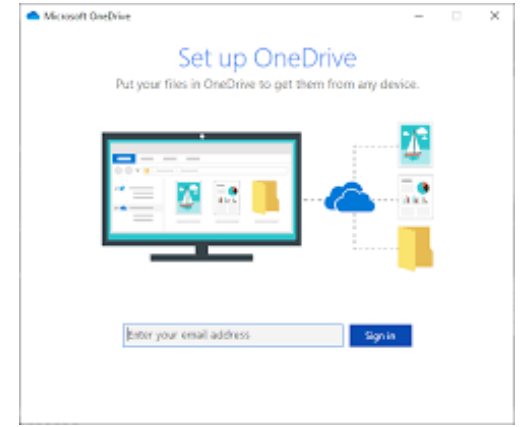 Microsoft OneDrive
Set up OneDrive
Put your files in OneDrive to get them from any device.
Enter your email address
Sign in